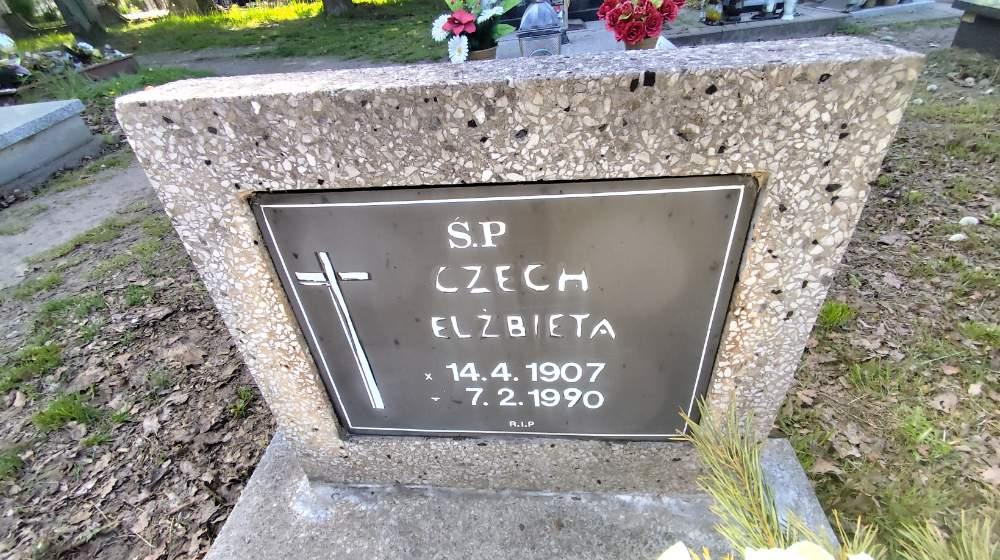 Ś.P
CZECH
ELŻBIETA
x 14.4.1907
- 7.2.1990
R.I.P